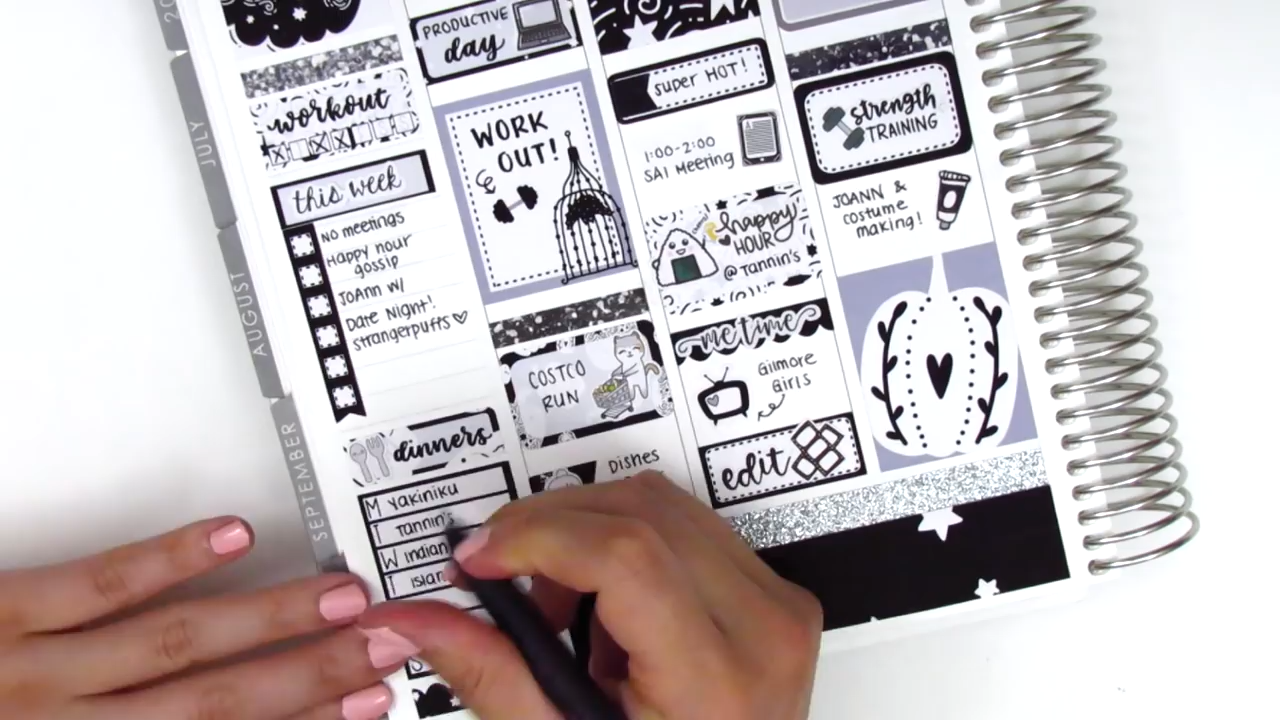 JULY
AUGUST
SEPTEMBER
workout
this week
No meetings
Happy hour
gossip
JoAnn w/
Date Night!
strangerpuffs♡
dinners
M Yakiniku
T Tannin's
W indian
T
PRODUCTIVE
day
WORK
OUT!
COSTCO
RUN
DISHES
super HOT!
1:00-2:00
SAI Meeting
happy
HOUR
@Tannin's
me time
Gilmore
Girls
edit
strength
TRAINING
JOANN &
costume
making!